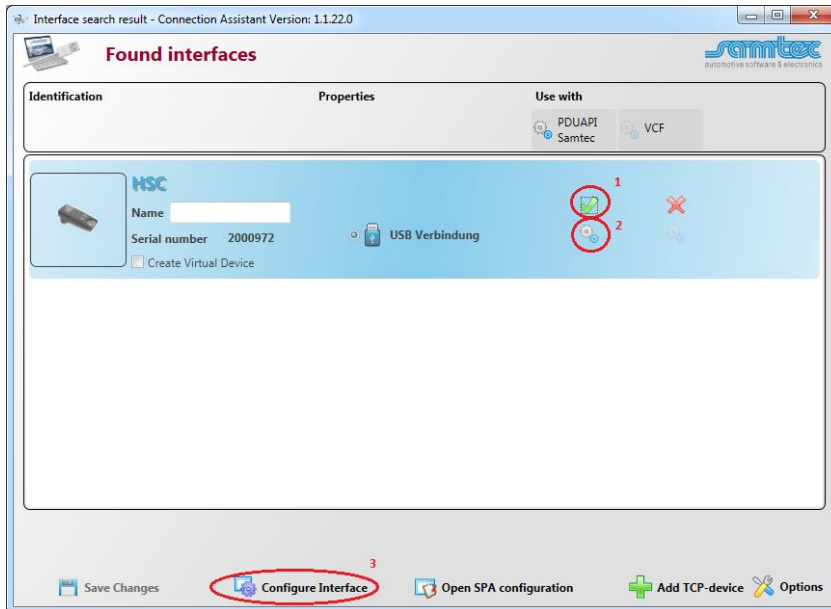 Interface search result - Connection Assistant Version: 1.1.22.0
Found interfaces
samtec
automotive software & electronics
Identification Properties Use with
PDUAPI
Samtec
VCF
HSC
1
Name
2
Serial number 2000972 USB Verbindung
Create Virtual Device
3
Save Changes Configure Interface Open SPA configuration Add TCP-device Options